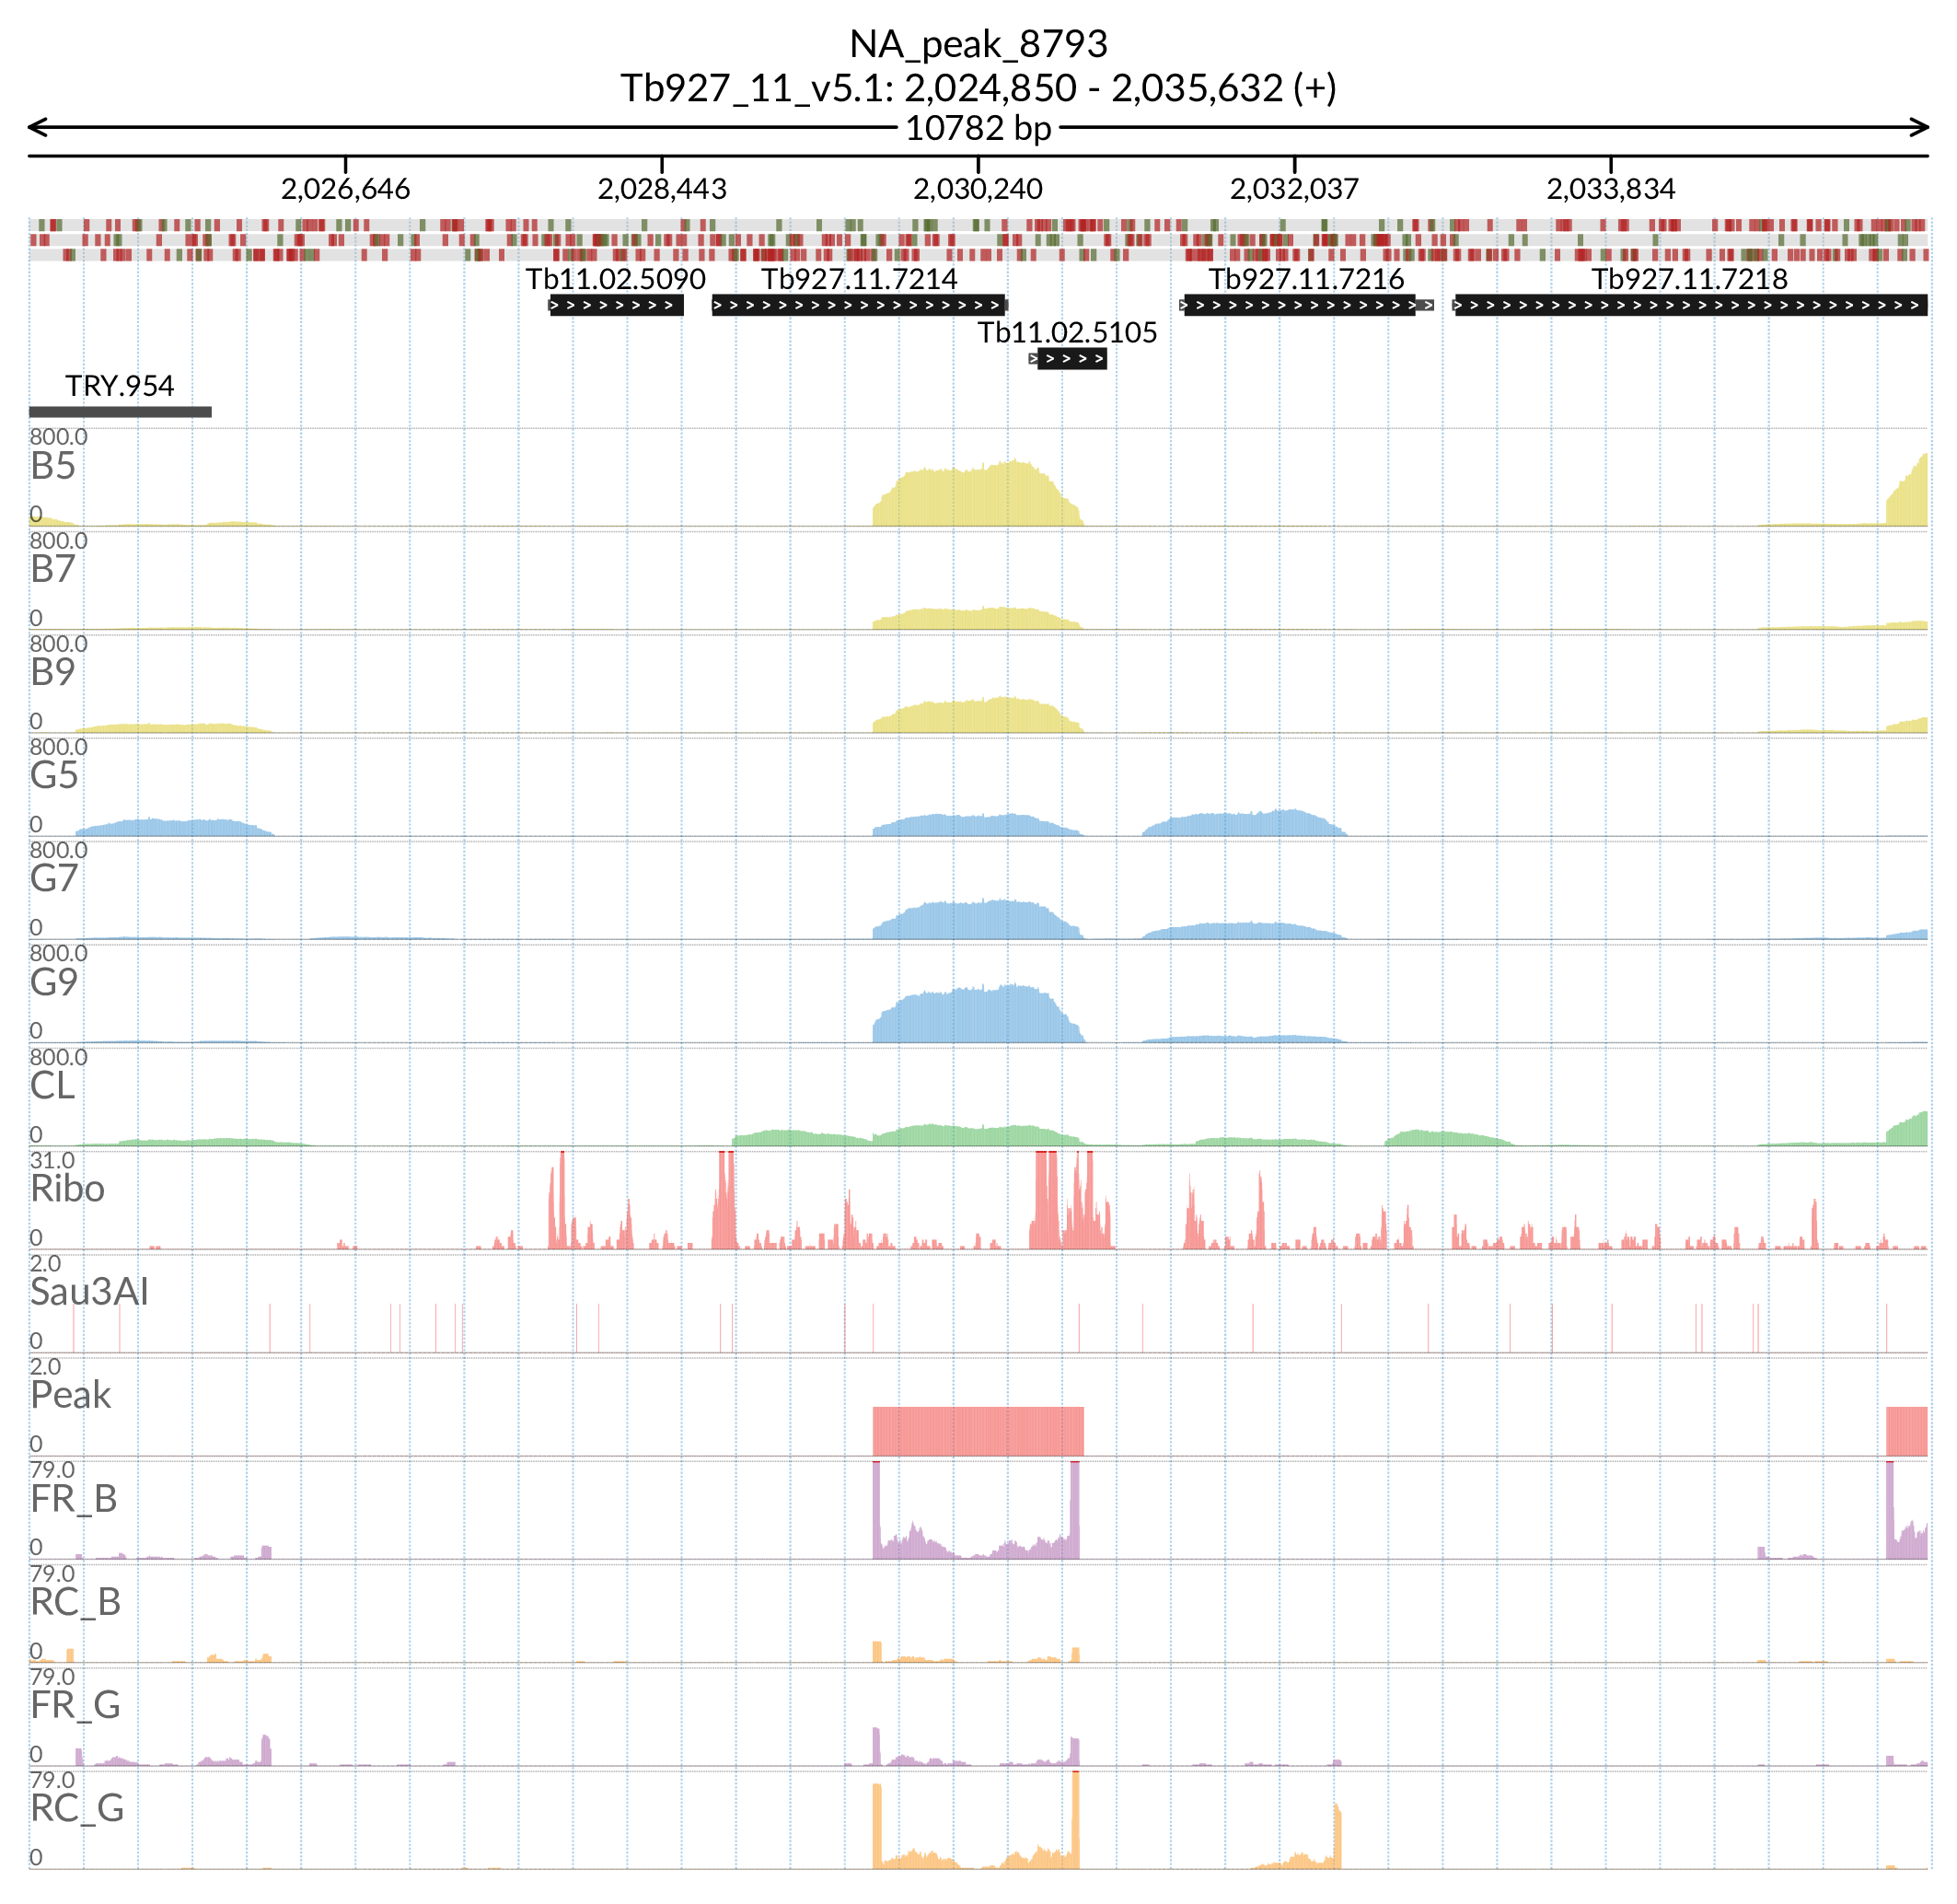 NA_peak_8793
Tb927_11_v5.1: 2,024,850 - 2,035,632 (+)
10782 bp
2,026,646 2,028,443 2,030,240 2,032,037 2,033,834
Tb11.02.5090 Tb927.11.7214 Tb927.11.7216 Tb927.11.7218
Tb11.02.5105
TRY.954
800.0
B5
0
800.0
B7
0
800.0
B9
0
800.0
G5
0
800.0
G7
0
800.0
G9
0
800.0
CL
0
31.0
Ribo
0
2.0
Sau3AI
0
2.0
Peak
0
79.0
FR_B
0
79.0
RC_B
0
79.0
FR_G
0
79.0
RC_G
0